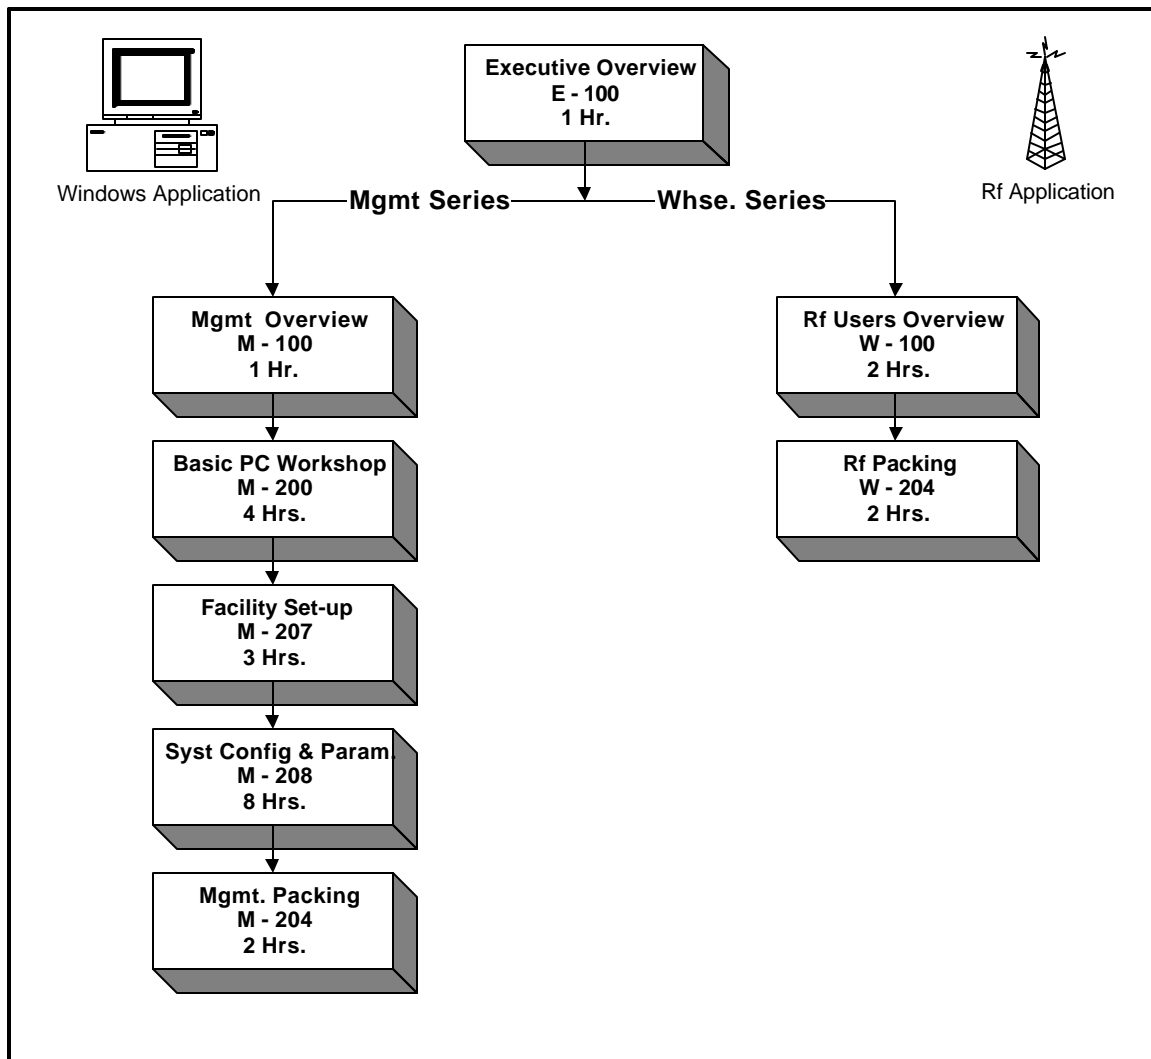 Executive Overview
E - 100
1 Hr.
Windows Application
Rf Application
Mgmt Series
Whse. Series
Mgmt Overview
M - 100
1 Hr.
Rf Users Overview
W - 100
2 Hrs.
Basic PC Workshop
M - 200
4 Hrs.
Rf Packing
W - 204
2 Hrs.
Facility Set-up
M - 207
3 Hrs.
Syst Config & Param.
M - 208
8 Hrs.
Mgmt. Packing
M - 204
2 Hrs.